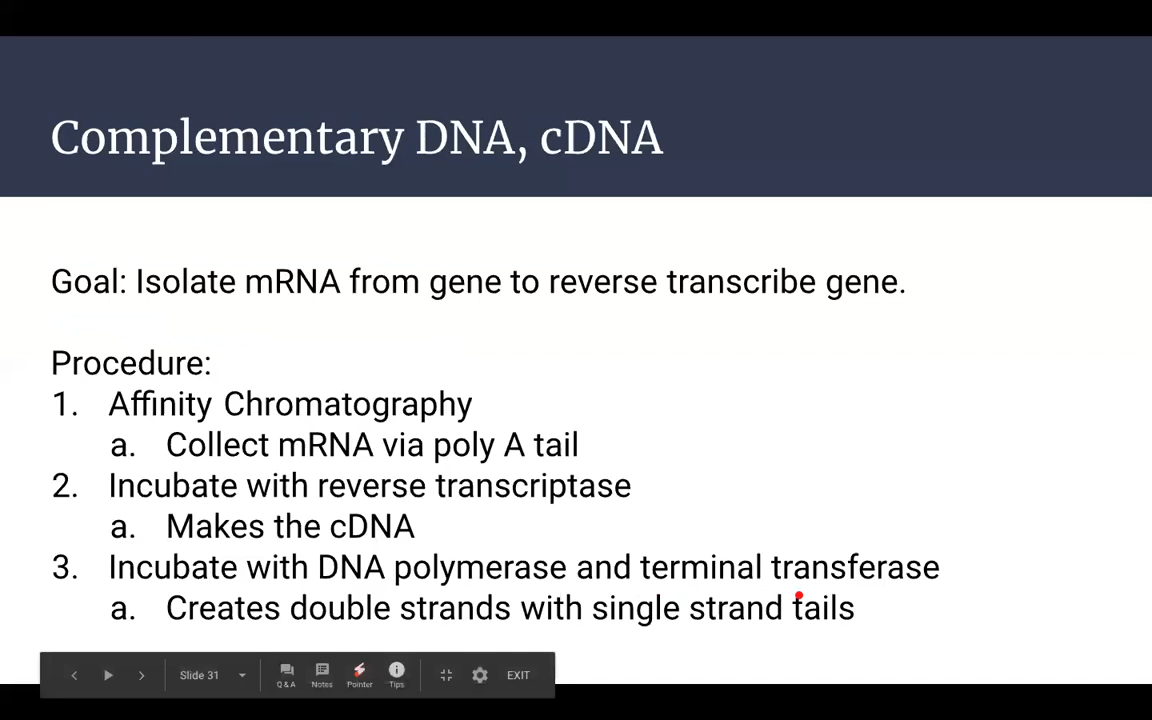 Complementary DNA, cDNA
Goal: Isolate mRNA from gene to reverse transcribe gene.
Procedure:
1. Affinity Chromatography
a. Collect mRNA via poly A tail
2. Incubate with reverse transcriptase
a. Makes the cDNA
3. Incubate with DNA polymerase and terminal transferase
a. Creates double strands with single strand tails
Slide 31
Q & A Notes Pointer Tips
EXIT